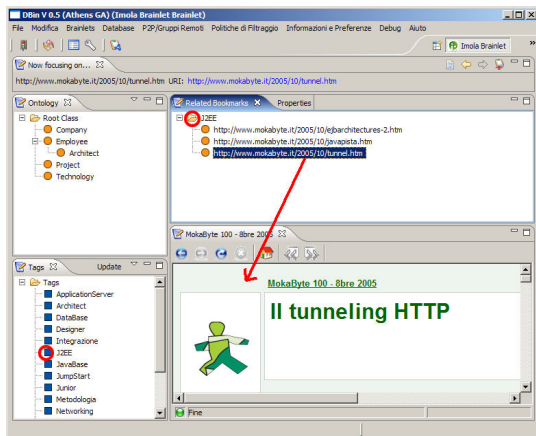 DBin V 0.5 (Athens GA) (Imola Brainlet Brainlet)
File Modifica Brainlets Database P2P/Gruppi Remoti Politiche di Filtraggio Informazioni e Preferenze Debug Aiuto
Imola Brainlet
Now focusing on...
http://www.mokabyte.it/2005/10/tunnel.htm URI: http://www.mokabyte.it/2005/10/tunnel.htm
Ontology
Root Class
Company
Employee
Architect
Project
Technology
Related Bookmarks Properties
J2EE
http://www.mokabyte.it/2005/10/ejbarchitectures-2.htm
http://www.mokabyte.it/2005/10/javapista.htm
http://www.mokabyte.it/2005/10/tunnel.htm
MokaByte 100 - 8bre 2005
MokaByte 100 - 8bre 2005
Il tunneling HTTP
Fine
Tags Update
Tags
ApplicationServer
Architect
DataBase
Designer
Integrazione
J2EE
JavaBase
JumpStart
Junior
Metodologia
Networking